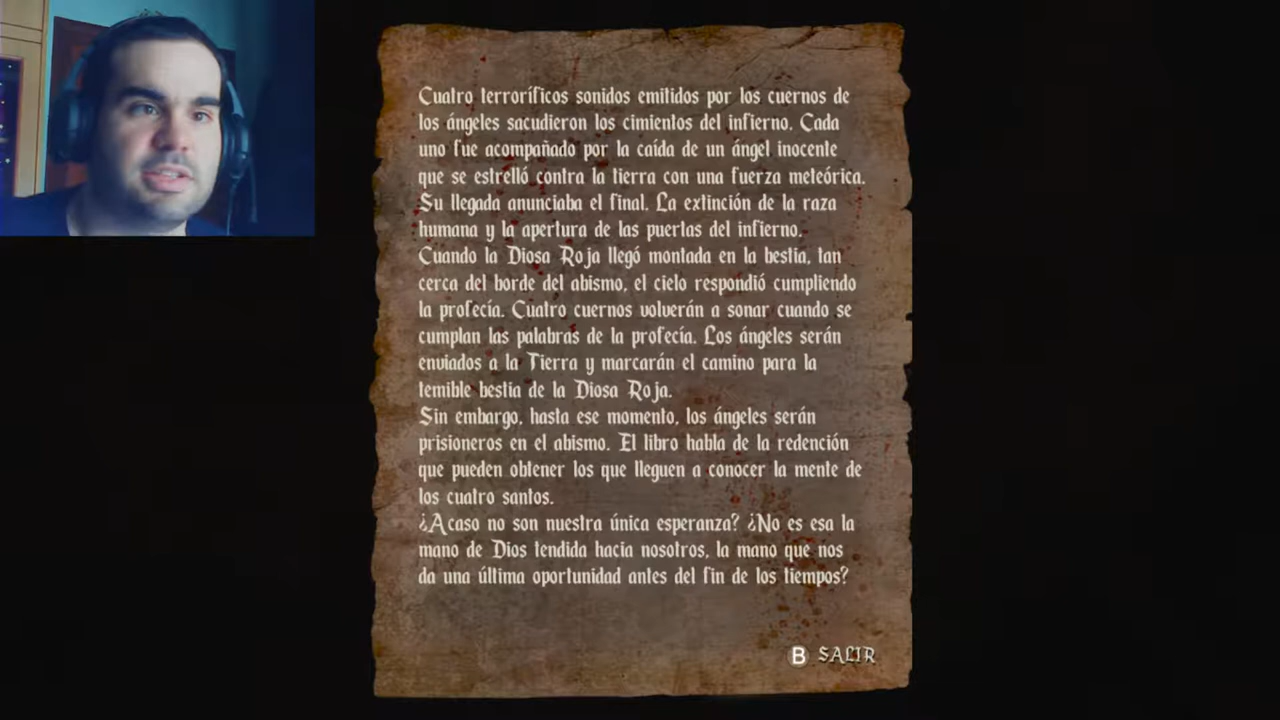 Cuatro terroríficos sonidos emitidos por los cuernos de
los ángeles sacudieron los cimientos del infierno. Cada
uno fue acompañado por la caída de un ángel inocente
que se estrelló contra la tierra con una fuerza meteórica.
Su llegada anunciaba el final. La extinción de la raza
humana y la apertura de las puertas del infierno.
Cuando la Diosa Roja llegó montada en la bestia, tan
cerca del borde del abismo, el cielo respondió cumpliendo
la profecía. Cuatro cuernos volverán a sonar cuando se
cumplan las palabras de la profecía. Los ángeles serán
enviados a la Tierra y marcarán el camino para la
temible bestia de la Diosa Roja.
Sin embargo, hasta ese momento, los ángeles serán
prisioneros en el abismo. El libro habla de la redención
que pueden obtener los que lleguen a conocer la mente de
los cuatro santos.
¿Acaso no son nuestra única esperanza? ¿No es esa la
mano de Dios tendida hacia nosotros, la mano que nos
da una última oportunidad antes del fin de los tiempos?
B SALIR